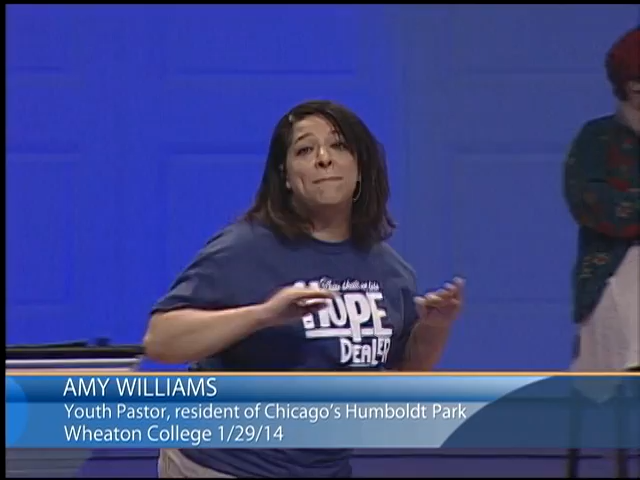 HOPE
DEALER
AMY WILLIAMS
Youth Pastor, resident of Chicago's Humboldt Park
Wheaton College 1/29/14